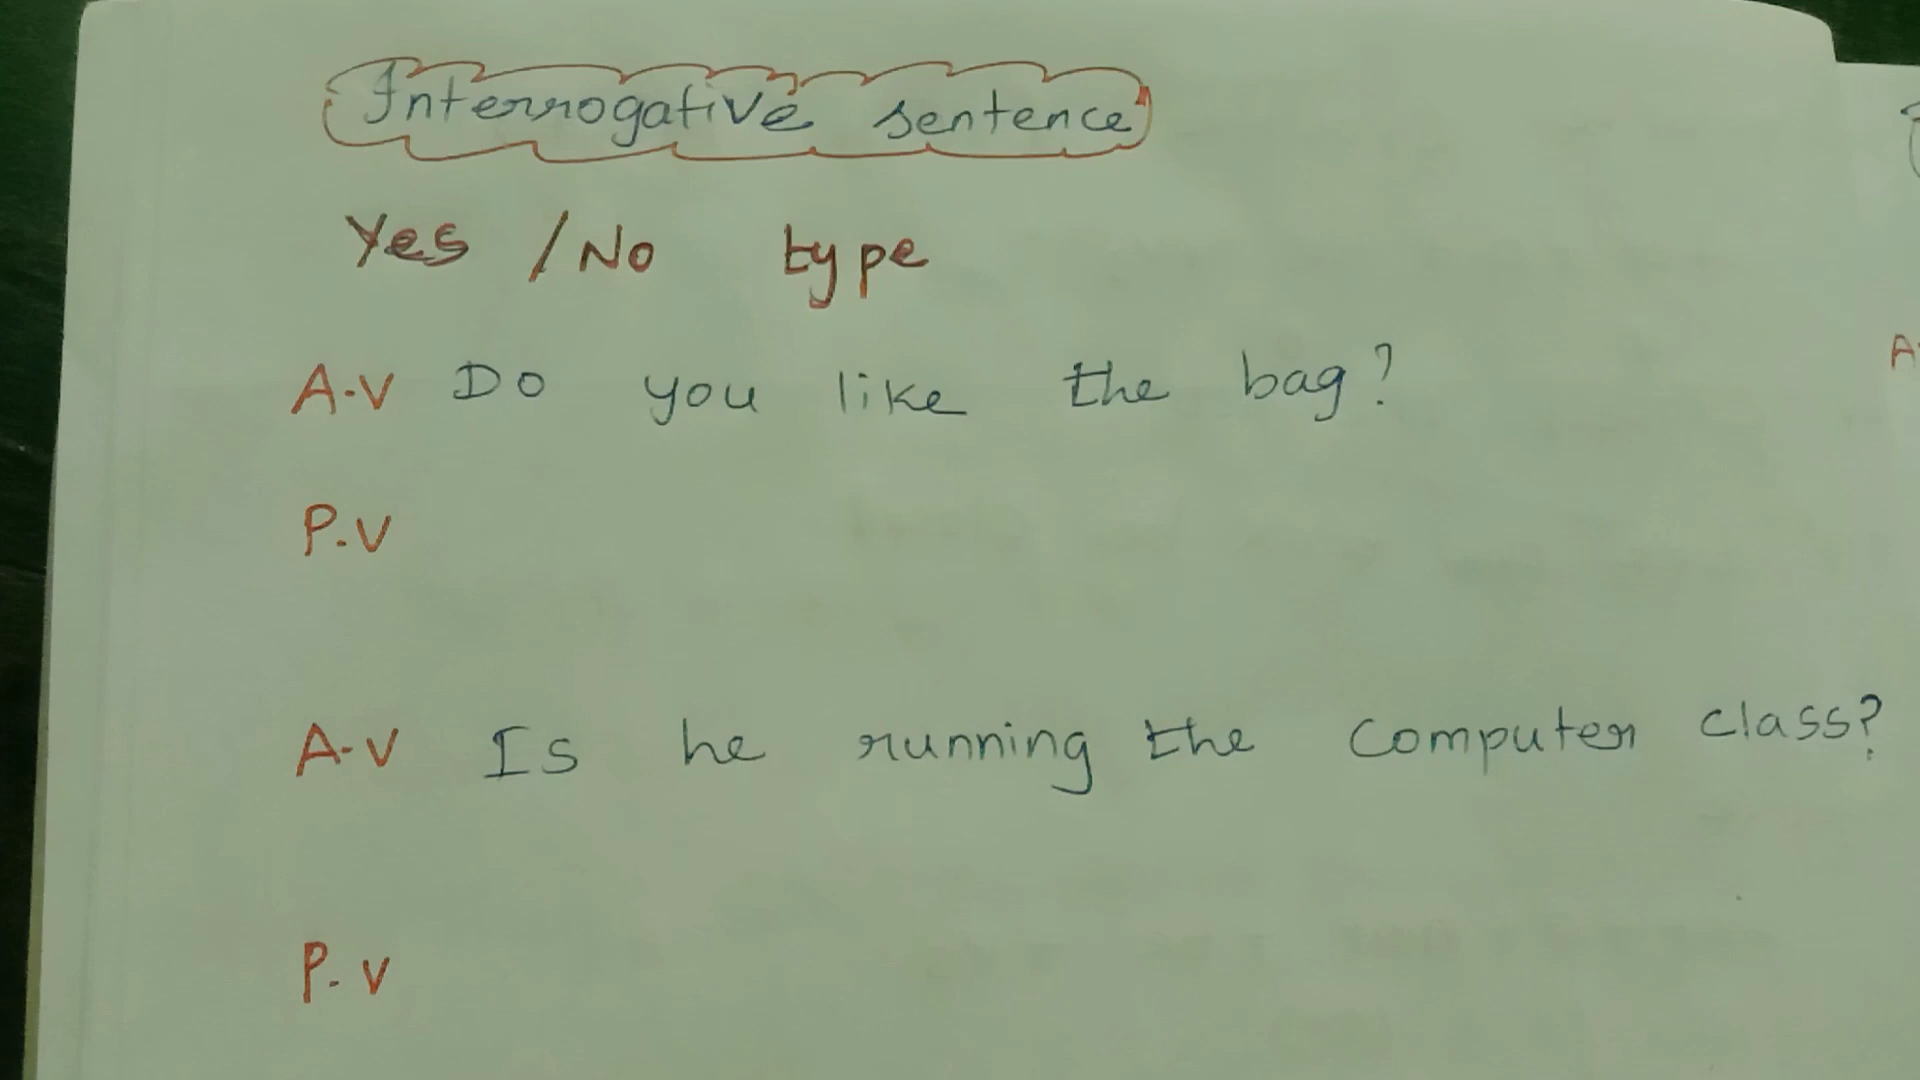 Interrogative sentence
Yes / No type
A-V Do you like the bag?
P.V
A-V Is he running the computer class?
P-V